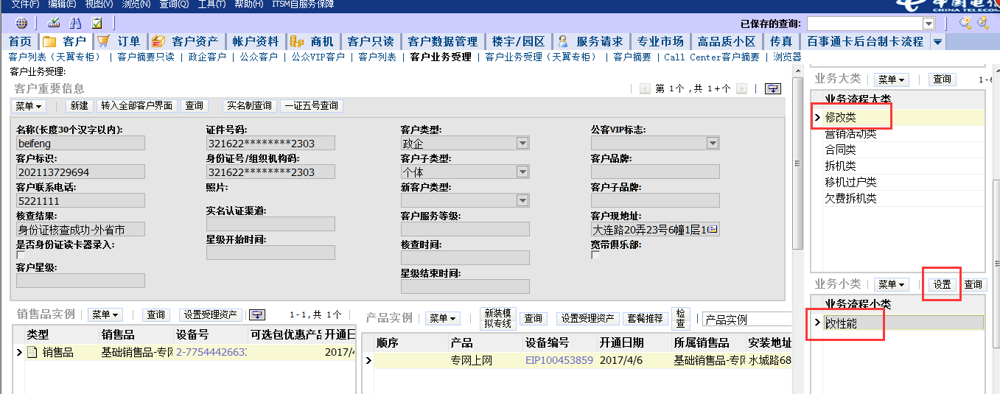 文件(F) 编辑(E) 视图(V) 浏览(N) 查询(Q) 工具(T) 帮助(H) ITSM自服务保障
中国电信
CHINA TELECOM
已保存的查询:
首页 客户 订单 客户资产 帐户资料 商机 客户只读 客户数据管理 楼宇/园区 服务请求 专业市场 高品质小区 传真 百事通卡后台制卡流程
客户列表（天翼专柜） | 客户摘要只读 | 政企客户 | 公众客户 | 公众VIP客户 | 客户列表 | 客户业务受理 | 客户业务受理（天翼专柜） | 客户摘要 | Call Center客户摘要 | 浏览器
客户业务受理:
客户重要信息
第 1个 ,共 1+个
菜单 新建 转入全部客户界面 查询 实名制查询 一证五号查询
名称(长度30个汉字以内): 证件号码: 客户类型: 公客VIP标志:
beifeng 321622********2303 政企
客户标识: 身份证号/组织机构码: 客户子类型: 客户品牌:
202113729694 321622********2303 个体
客户联系电话: 照片: 新客户类型: 客户子品牌:
5221111
核查结果: 实名认证渠道: 客户服务等级: 客户现地址:
身份证核查成功-外省市 大连路20弄23号6幢1层10
是否身份证读卡器录入: 星级开始时间: 核查时间: 宽带俱乐部:
客户星级: 星级结束时间:
业务大类 菜单 查询 1-6
业务流程大类
修改类
营销活动类
合同类
拆机类
移机过户类
欠费拆机类
业务小类 菜单 设置 查询
业务流程小类
改性能
销售品实例 菜单 查询 设置受理资产 1-1,共 1个
类型 销售品 设备号 可选包优惠产品 开通日
销售品 基础销售品-专网 2-7754442663 2017/4
产品实例 菜单 新装模拟专线 查询 设置受理资产 套餐推荐 检查 产品实例
顺序 产品 设备编号 开通日期 所属销售品 安装地址
专网上网 EIP100453859 2017/4/6 基础销售品-专网 水城路68